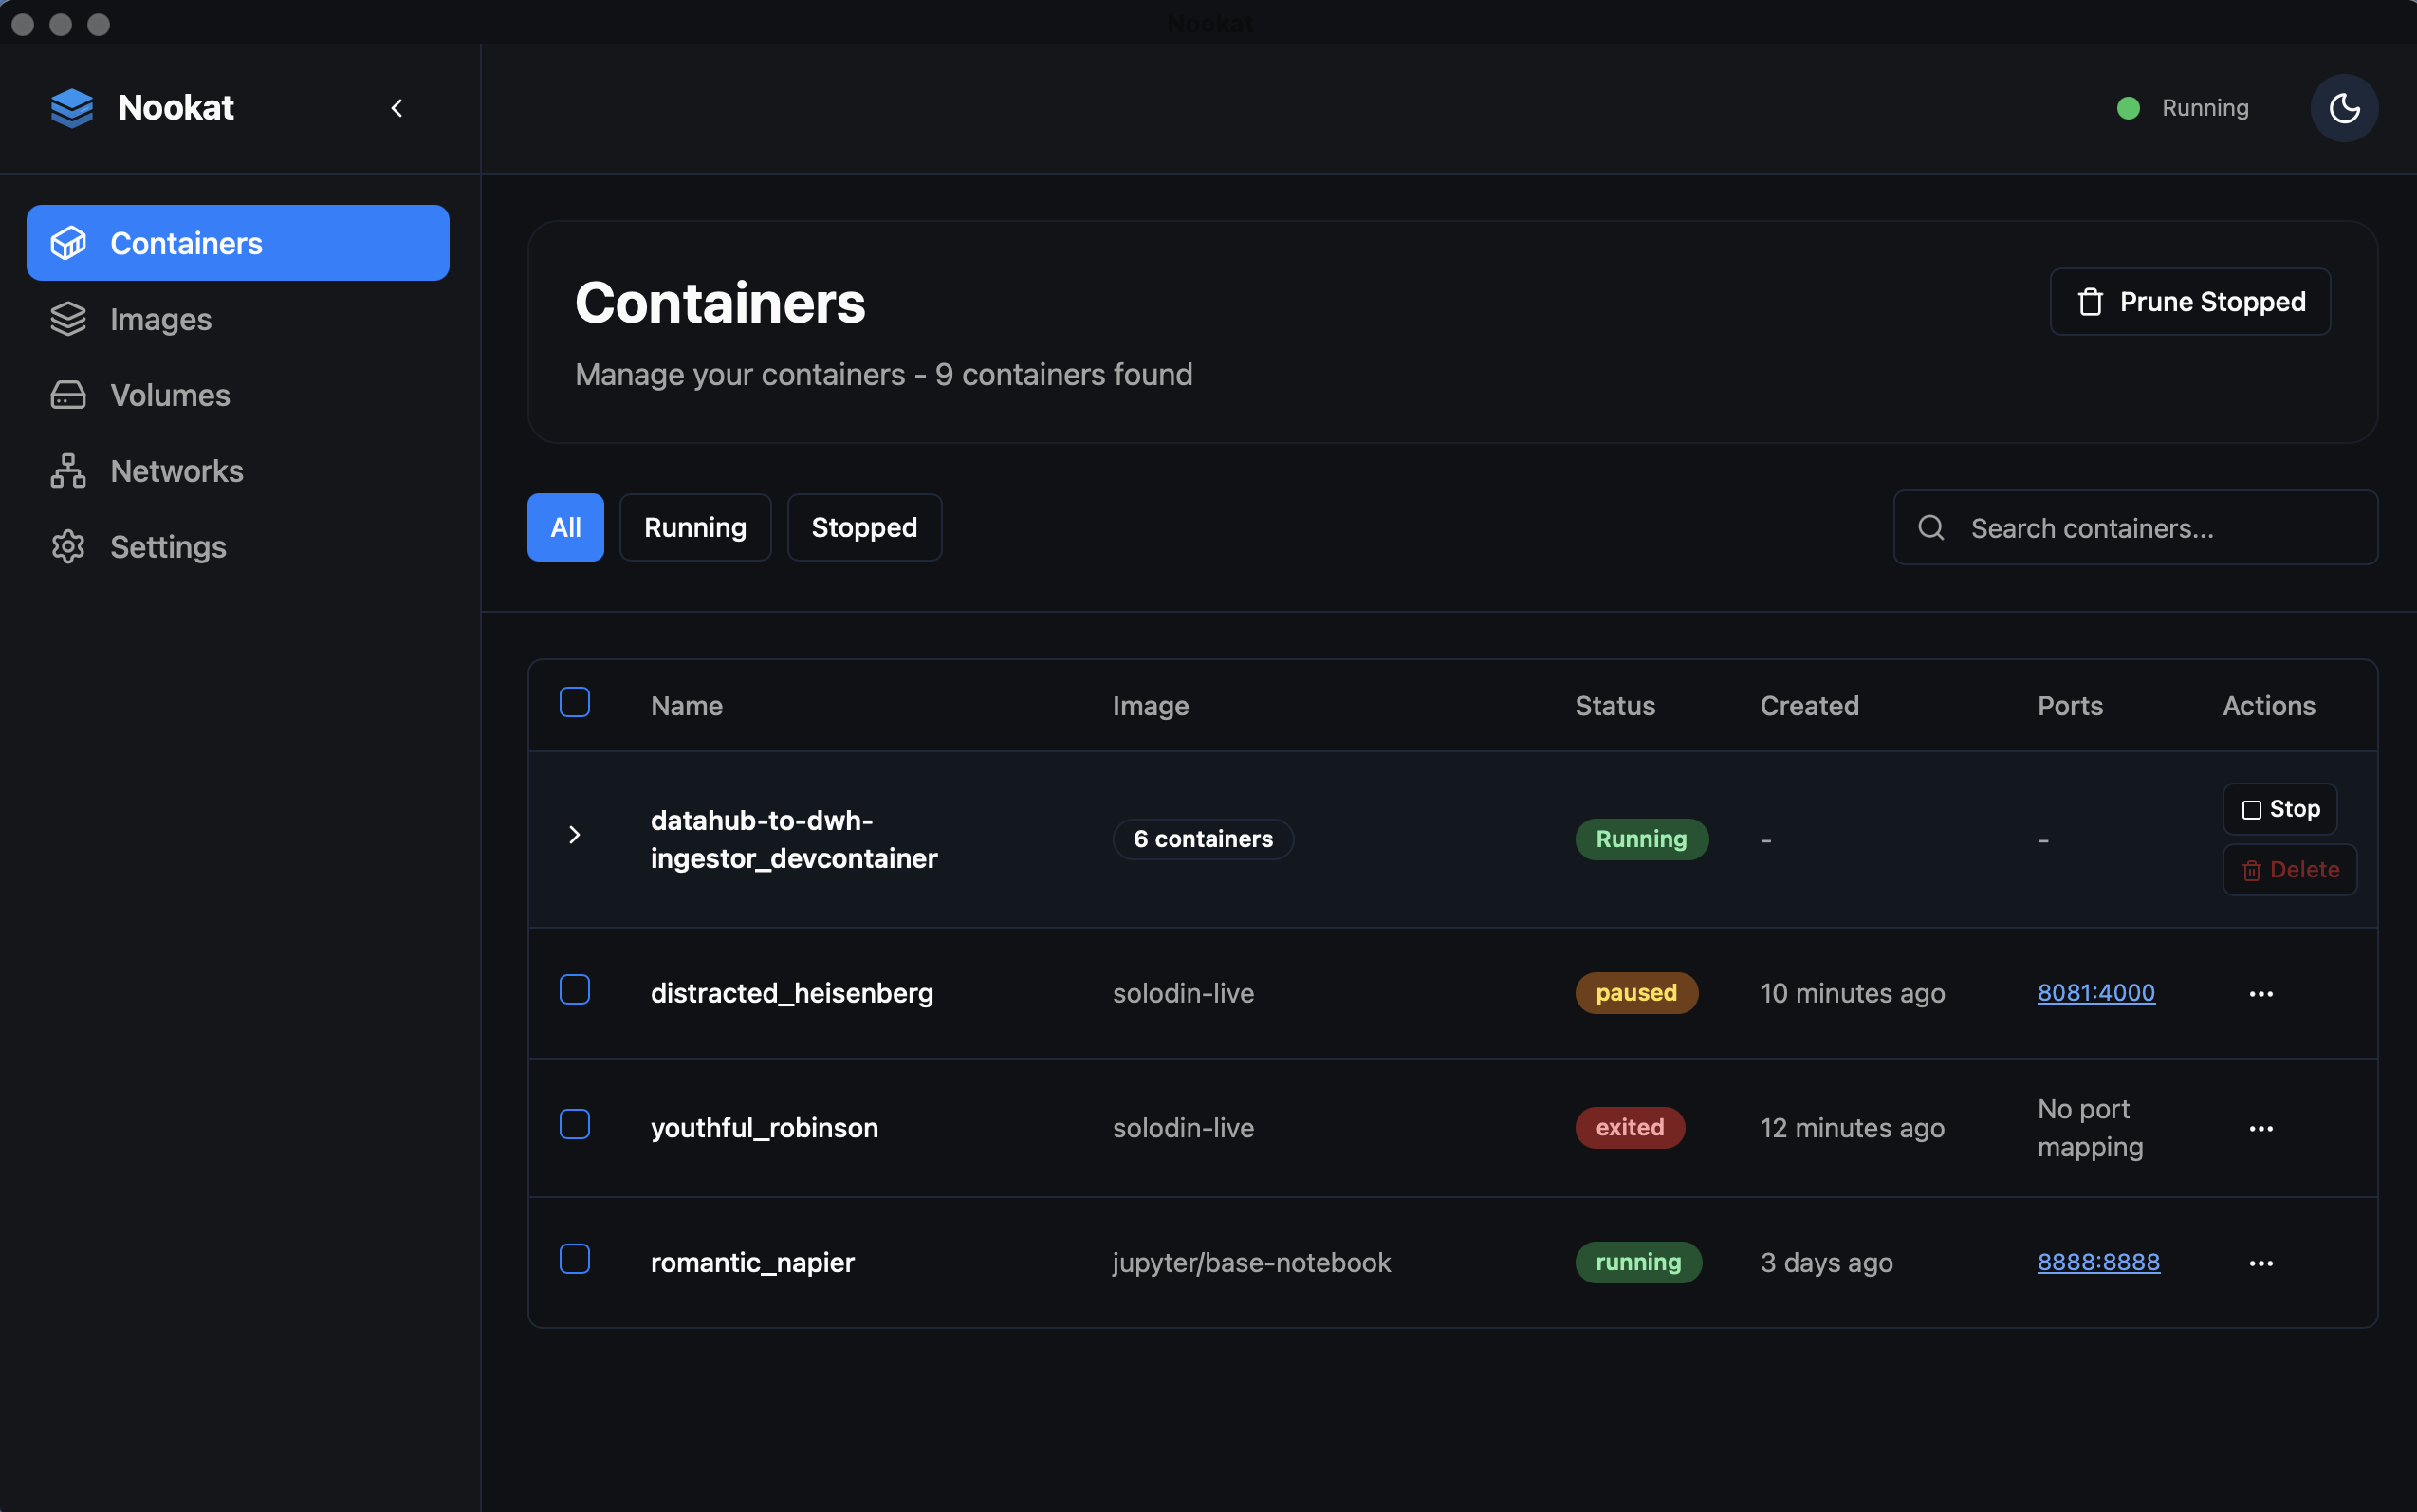 Nookat
Nookat
Running
Containers
Images
Volumes
Networks
Settings
Containers
Prune Stopped
Manage your containers - 9 containers found
All
Running
Stopped
Search containers...
Name
Image
Status
Created
Ports
Actions
datahub-to-dwh-
ingestor_devcontainer
6 containers
Running
-
-
Stop
Delete
distracted_heisenberg
solodin-live
paused
10 minutes ago
8081:4000
...
youthful_robinson
solodin-live
exited
12 minutes ago
No port
mapping
...
romantic_napier
jupyter/base-notebook
running
3 days ago
8888:8888
...